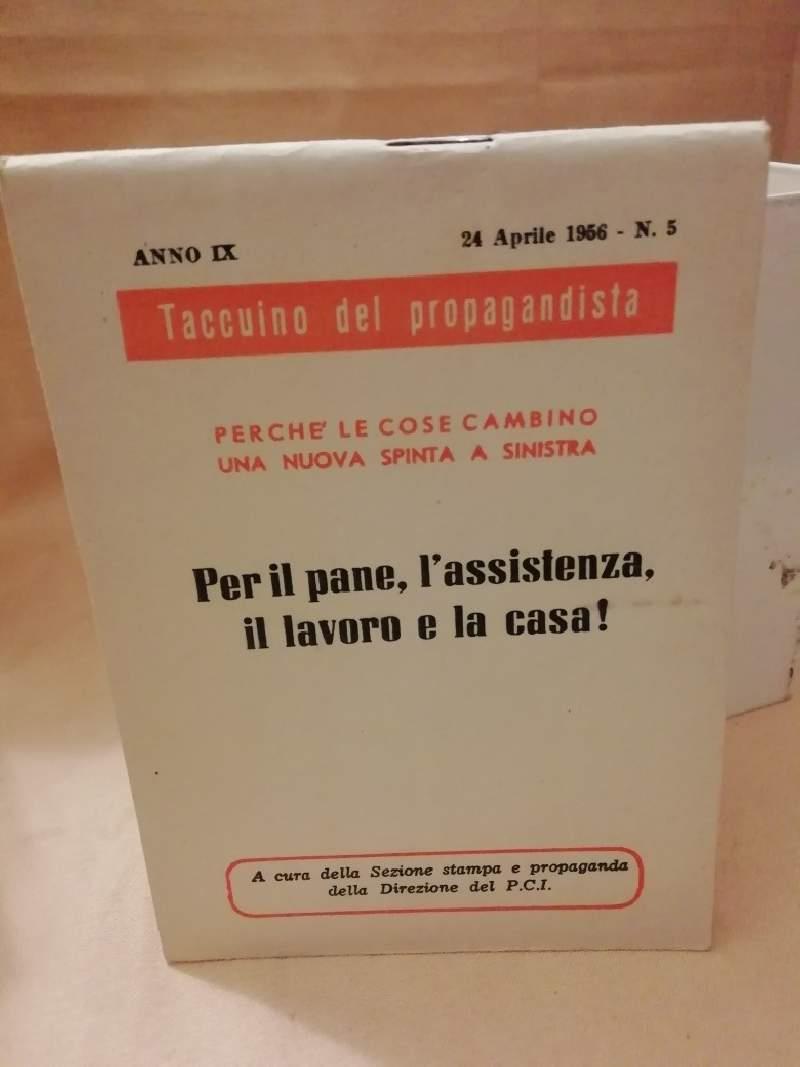 ANNO IX
24 Aprile 1956 - N. 5
Taccuino del propagandista
PERCHE' LE COSE CAMBINO
UNA NUOVA SPINTA A SINISTRA
Per il pane, l'assistenza,
il lavoro e la casa!
A cura della Sezione stampa e propaganda
della Direzione del P.C.I.